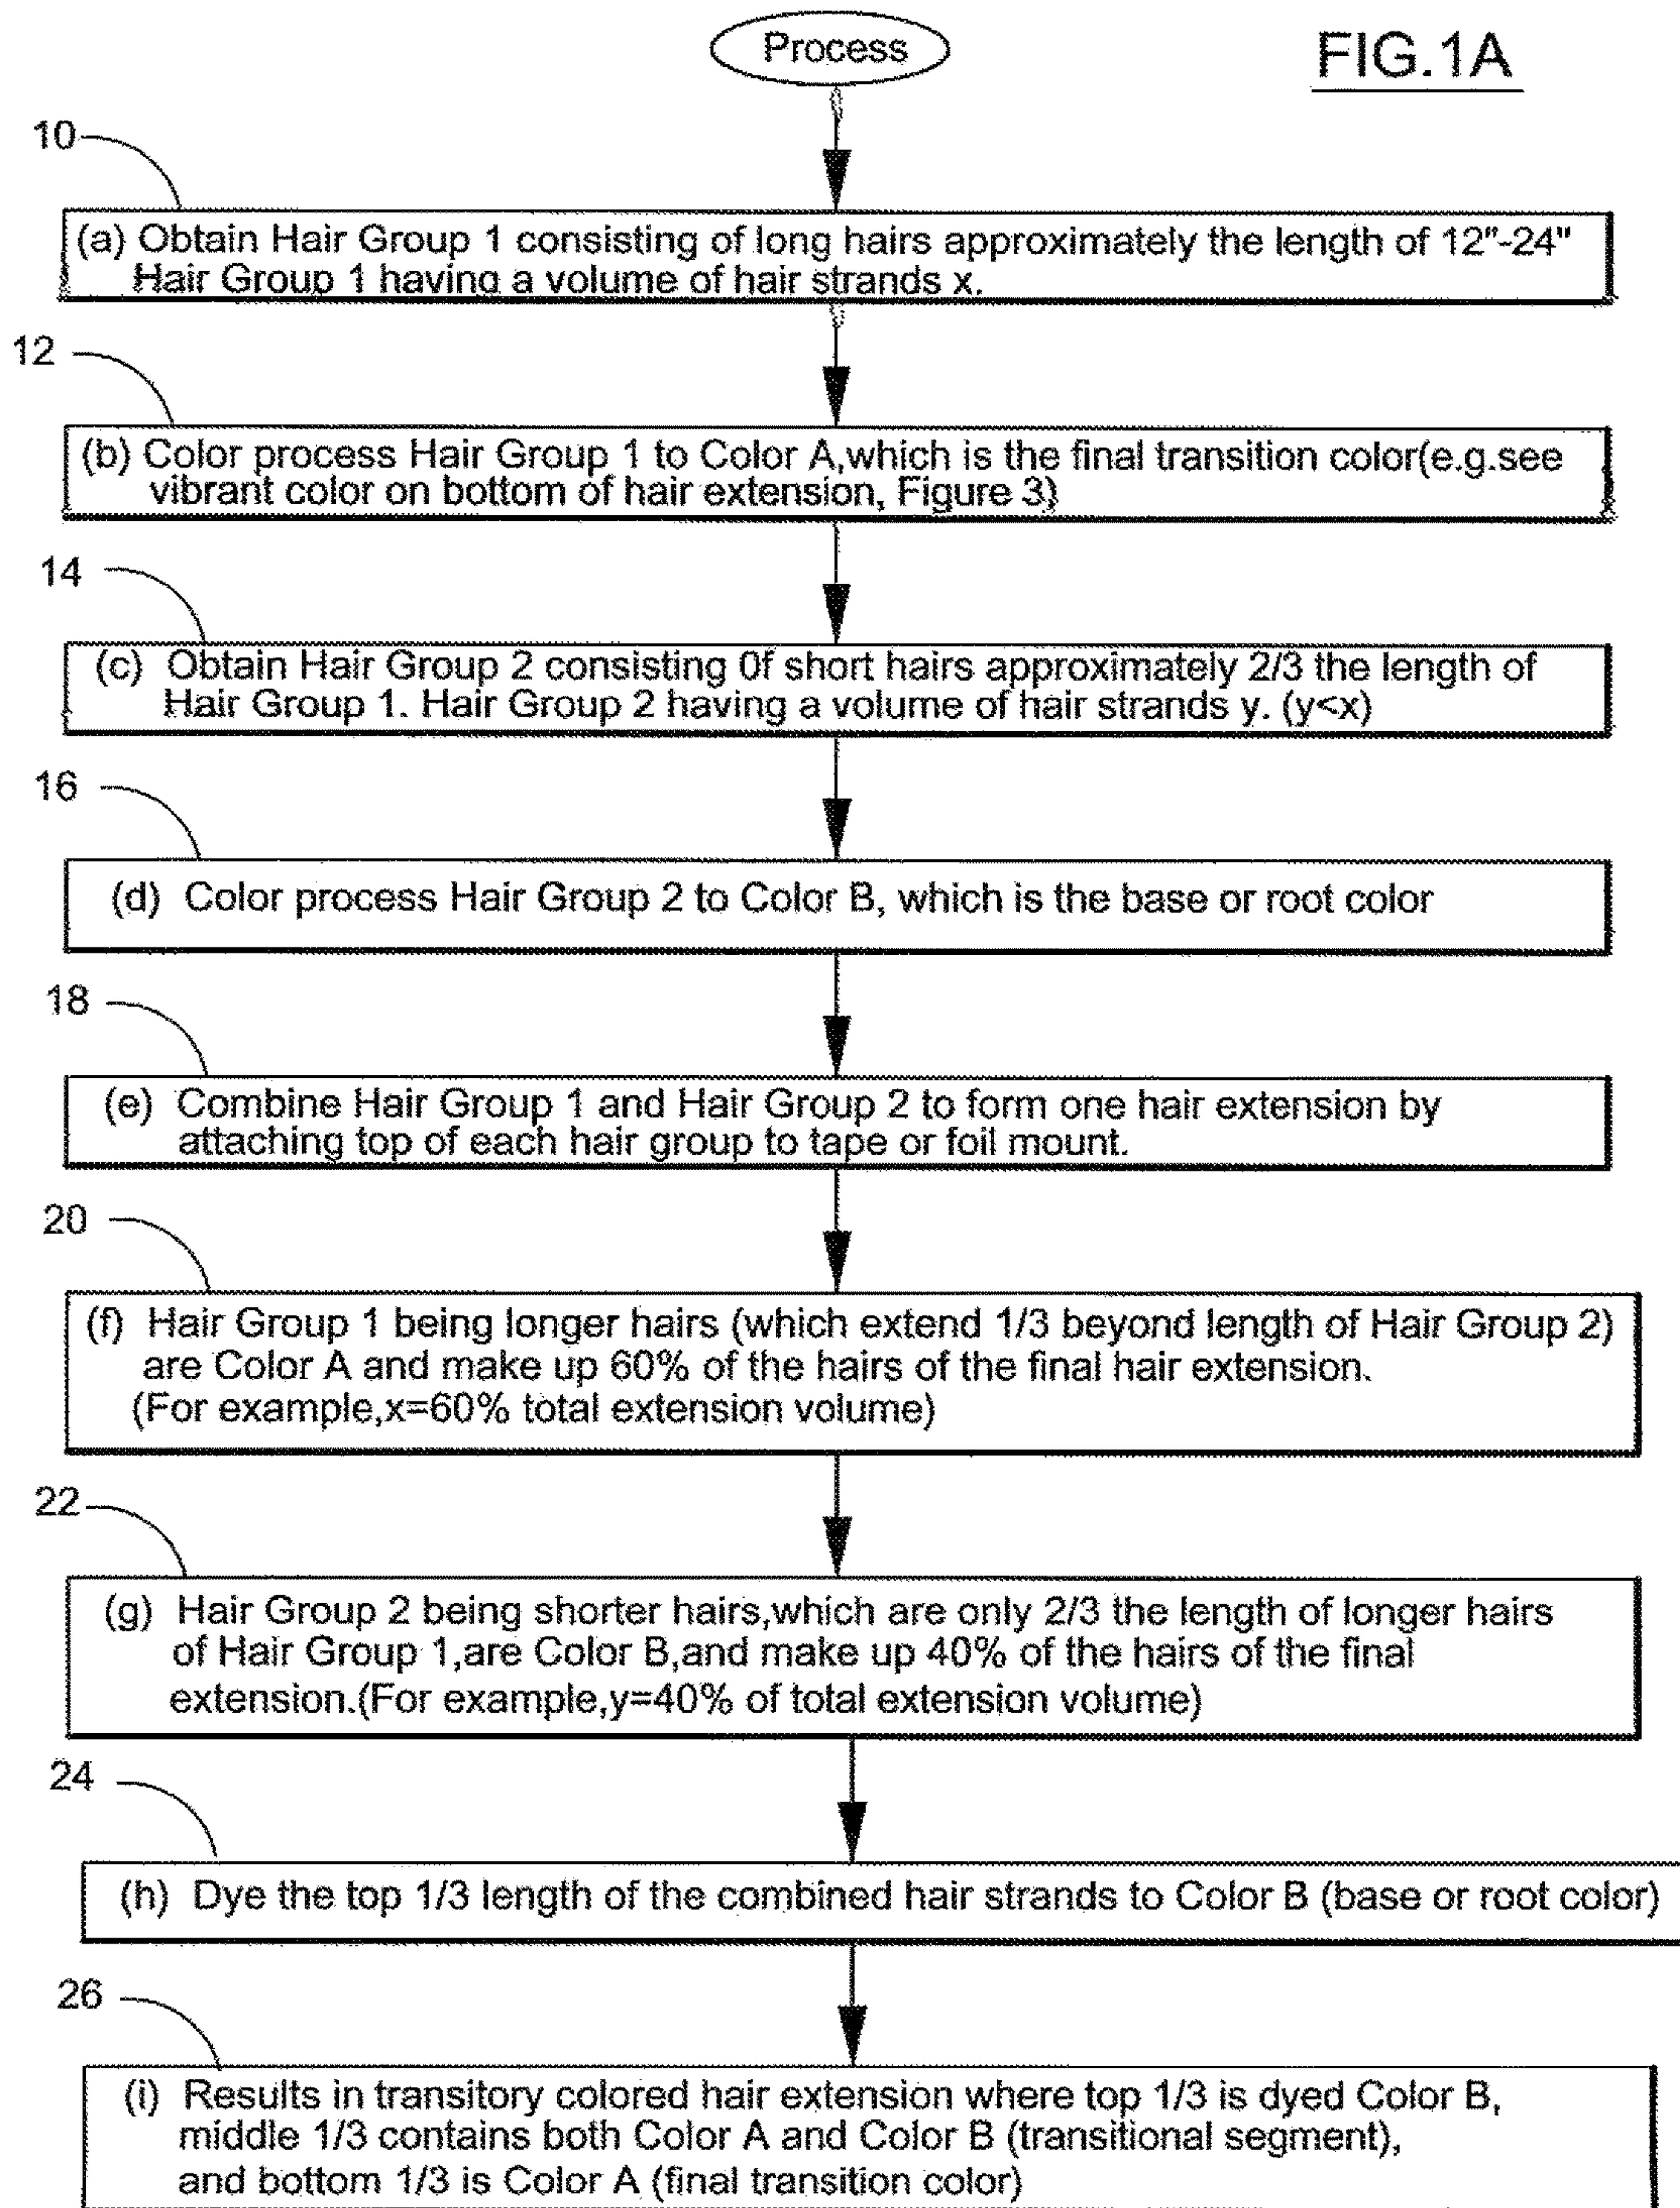 Process
FIG.1A
10
(a) Obtain Hair Group 1 consisting of long hairs approximately the length of 12"-24"
Hair Group 1 having a volume of hair strands x.
12
(b) Color process Hair Group 1 to Color A,which is the final transition color(e.g.see
vibrant color on bottom of hair extension, Figure 3)
14
(c) Obtain Hair Group 2 consisting 0f short hairs approximately 2/3 the length of
Hair Group 1. Hair Group 2 having a volume of hair strands y. (y<x)
16
(d) Color process Hair Group 2 to Color B, which is the base or root color
18
(e) Combine Hair Group 1 and Hair Group 2 to form one hair extension by
attaching top of each hair group to tape or foil mount.
20
(f) Hair Group 1 being longer hairs (which extend 1/3 beyond length of Hair Group 2)
are Color A and make up 60% of the hairs of the final hair extension.
(For example,x=60% total extension volume)
22
(g) Hair Group 2 being shorter hairs,which are only 2/3 the length of longer hairs
of Hair Group 1,are Color B,and make up 40% of the hairs of the final
extension.(For example,y=40% of total extension volume)
24
(h) Dye the top 1/3 length of the combined hair strands to Color B (base or root color)
26
(i) Results in transitory colored hair extension where top 1/3 is dyed Color B,
middle 1/3 contains both Color A and Color B (transitional segment),
and bottom 1/3 is Color A (final transition color)